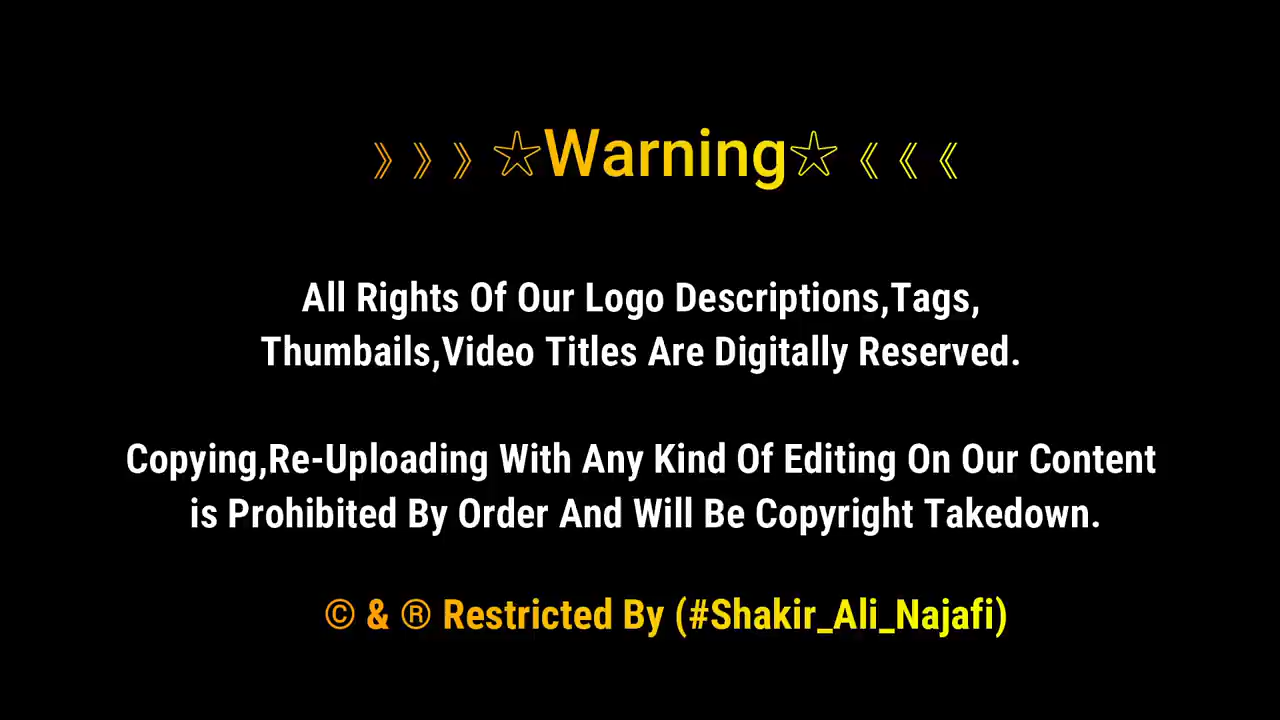 》》》☆Warning☆《《《
All Rights Of Our Logo Descriptions,Tags,
Thumbails,Video Titles Are Digitally Reserved.
Copying,Re-Uploading With Any Kind Of Editing On Our Content
is Prohibited By Order And Will Be Copyright Takedown.
© & ® Restricted By (#Shakir_Ali_Najafi)